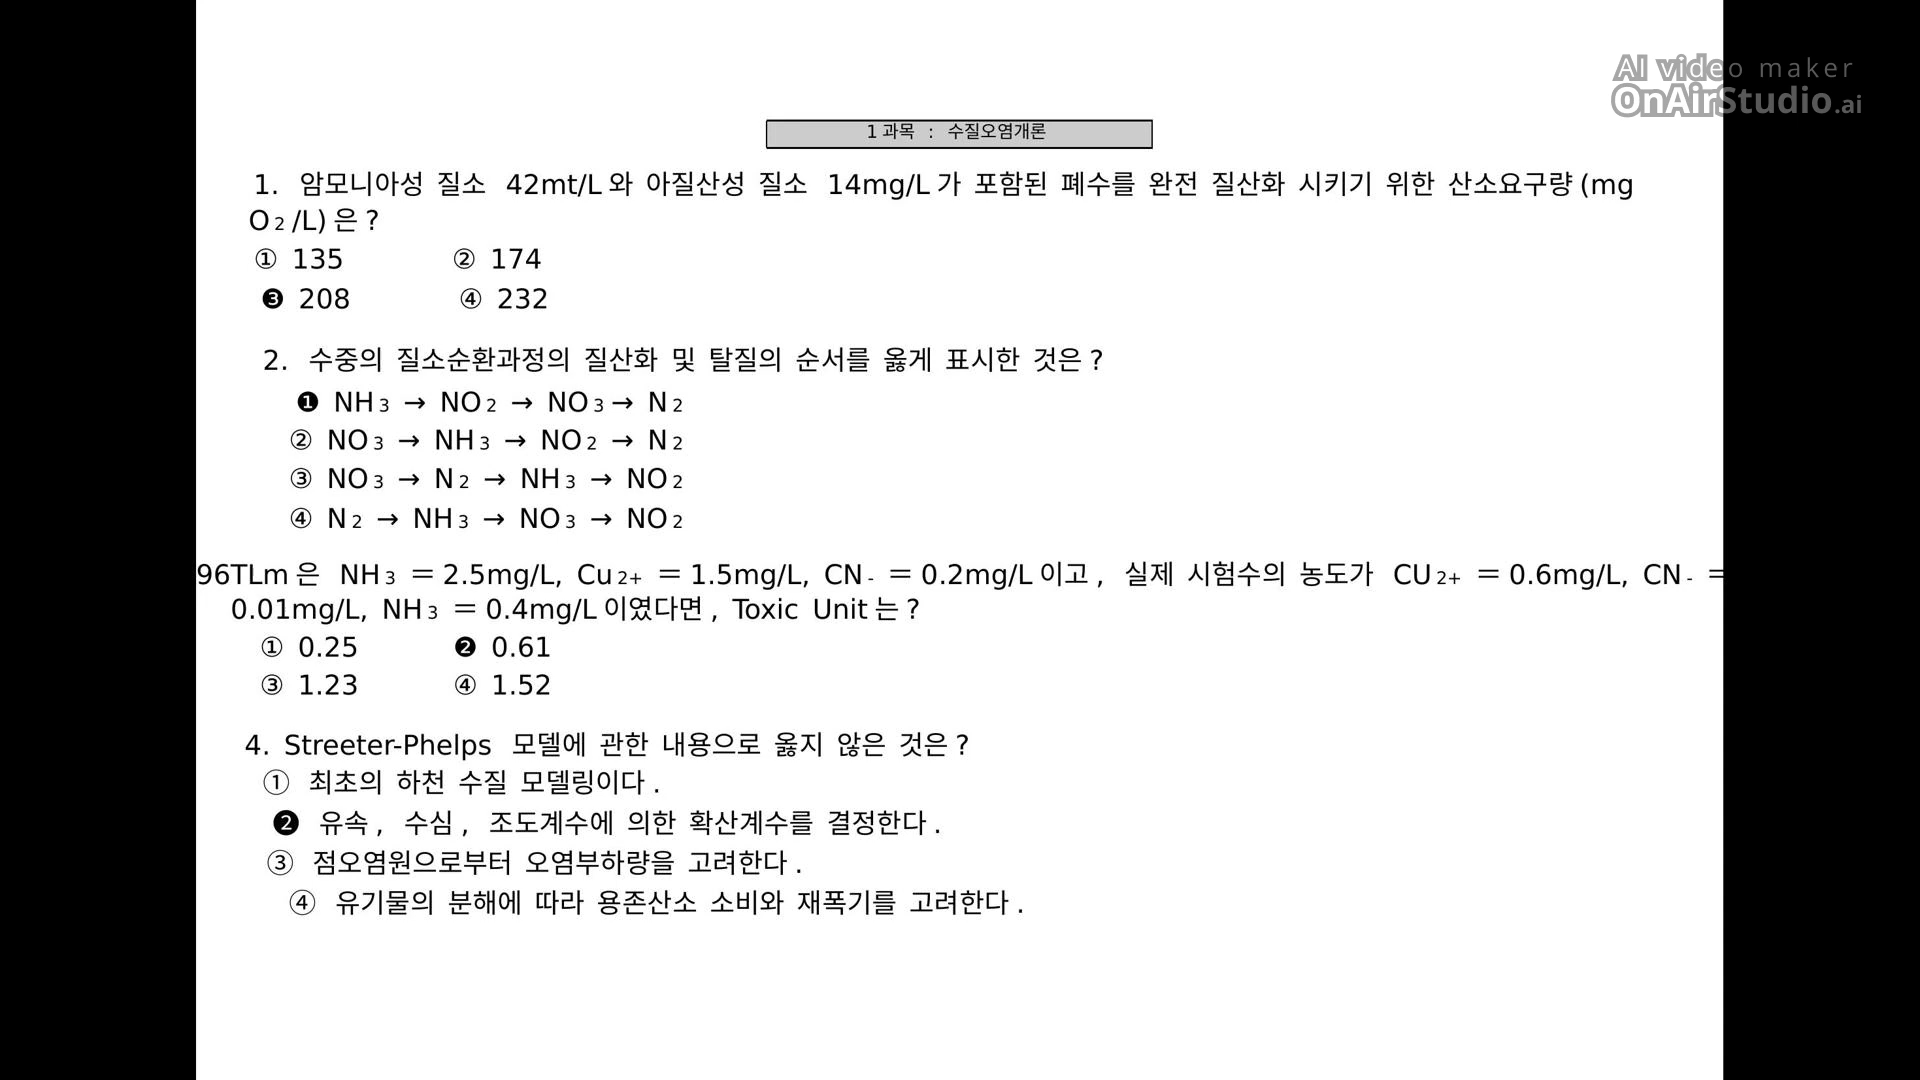 AI video maker
OnAirStudio.ai
1과목 : 수질오염개론
1. 암모니아성 질소 42mt/L와 아질산성 질소 14mg/L가 포함된 폐수를 완전 질산화 시키기 위한 산소요구량(mg
O2/L)은?
① 135 ② 174
❸ 208 ④ 232
2. 수중의 질소순환과정의 질산화 및 탈질의 순서를 옳게 표시한 것은?
❶ NH3 → NO2 → NO3 → N2
② NO3 → NH3 → NO2 → N2
③ NO3 → N2 → NH3 → NO2
④ N2 → NH3 → NO3 → NO2
96TLm은 NH3 = 2.5mg/L, Cu2+ = 1.5mg/L, CN- = 0.2mg/L이고, 실제 시험수의 농도가 CU2+ = 0.6mg/L, CN- =
0.01mg/L, NH3 = 0.4mg/L이였다면, Toxic Unit는?
① 0.25 ❷ 0.61
③ 1.23 ④ 1.52
4. Streeter-Phelps 모델에 관한 내용으로 옳지 않은 것은?
① 최초의 하천 수질 모델링이다.
❷ 유속, 수심, 조도계수에 의한 확산계수를 결정한다.
③ 점오염원으로부터 오염부하량을 고려한다.
④ 유기물의 분해에 따라 용존산소 소비와 재폭기를 고려한다.